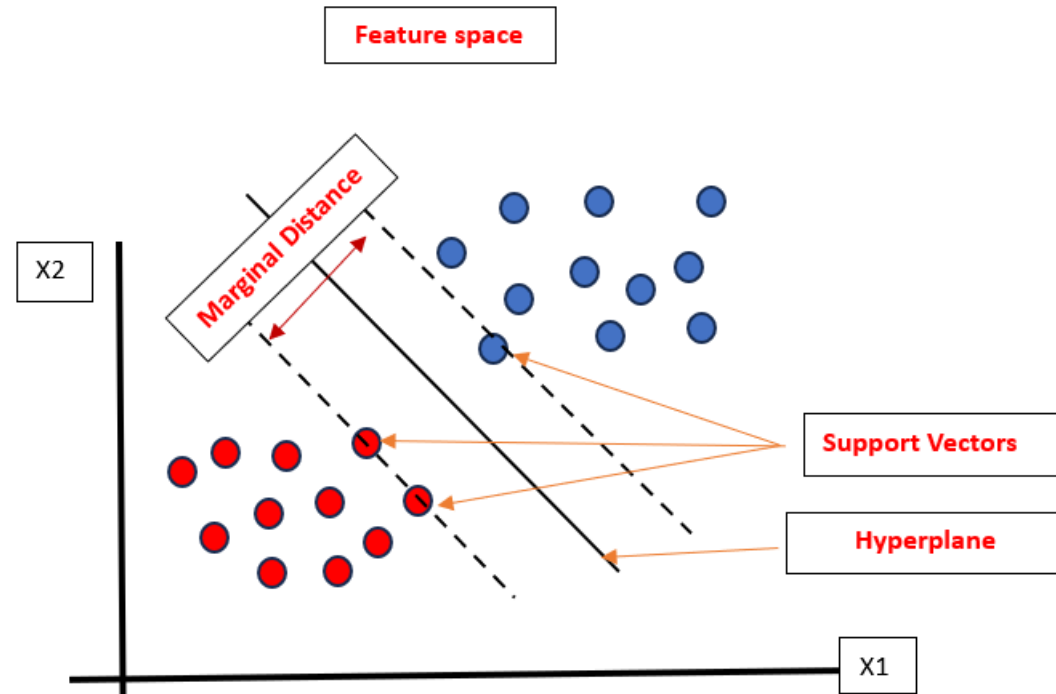 Feature space
Marginal Distance
X2
Support Vectors
Hyperplane
X1